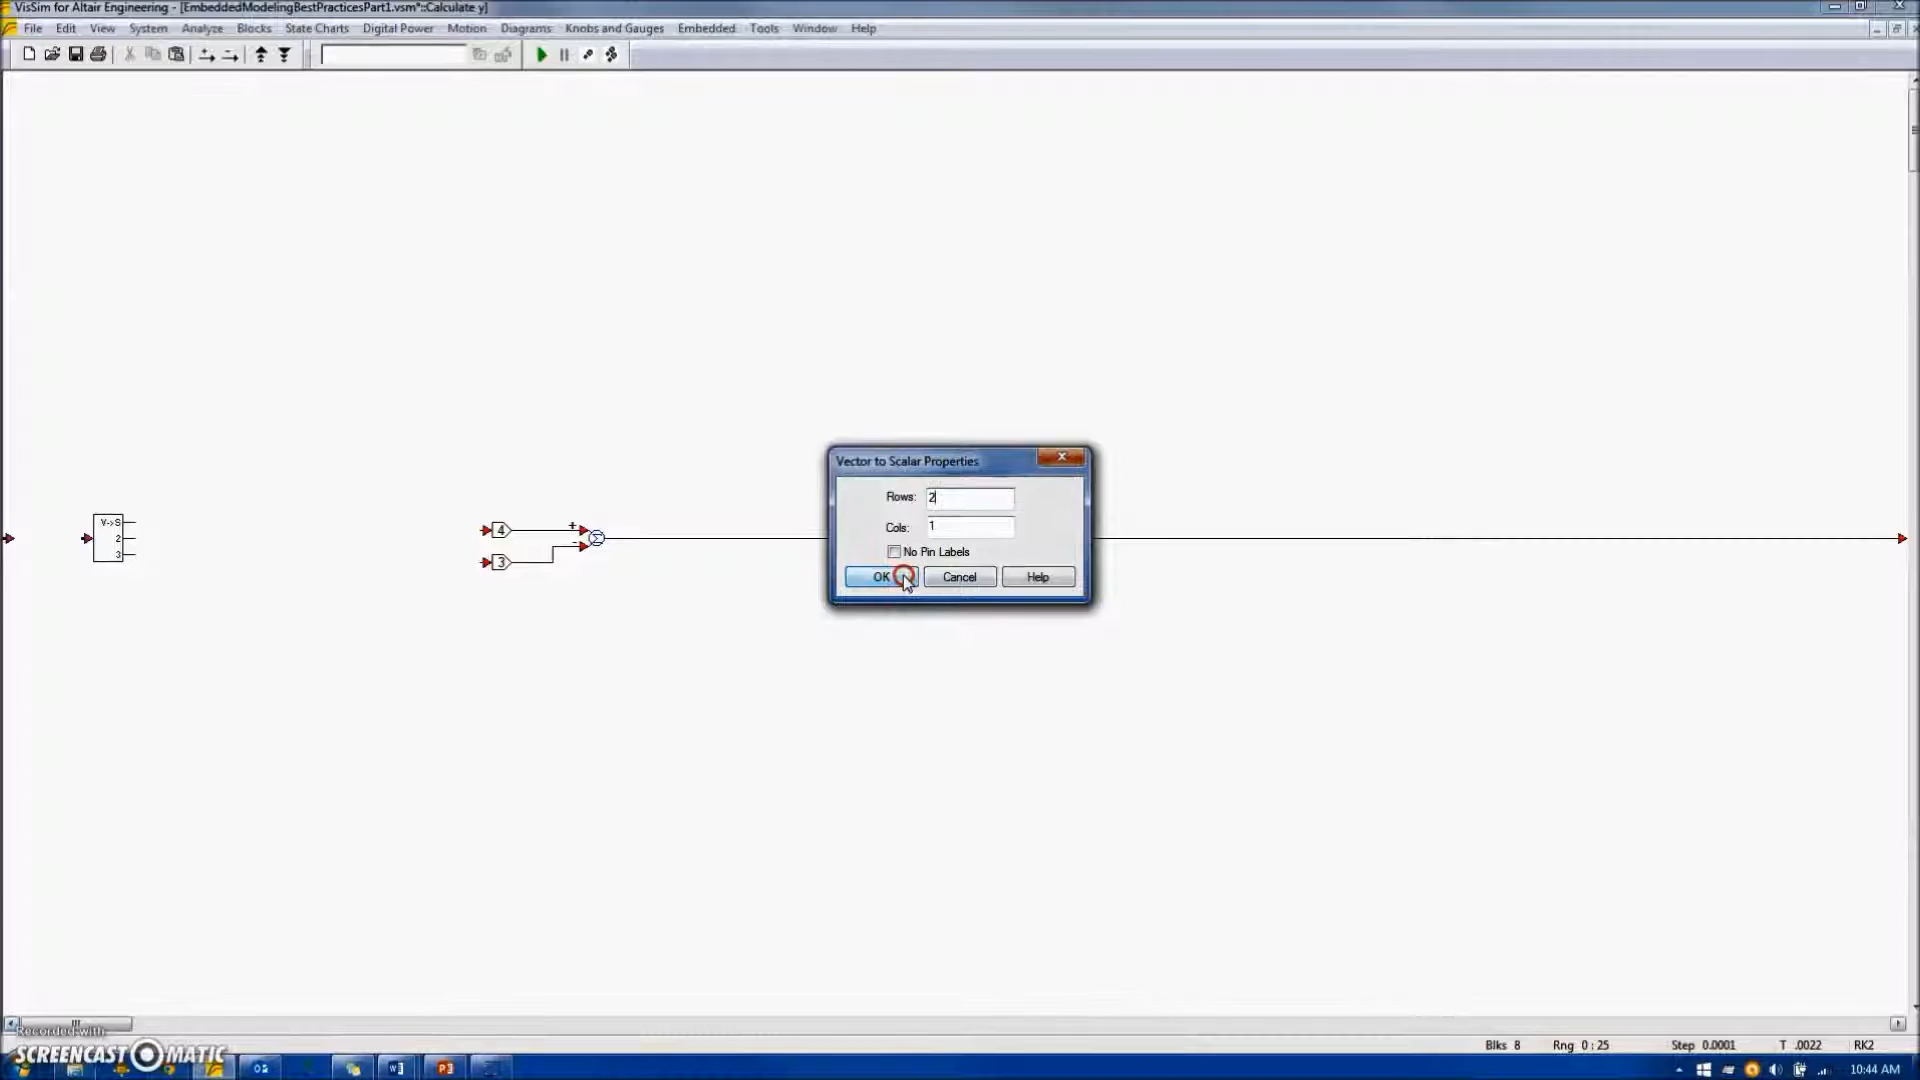 VisSim for Altair Engineering - [EmbeddedModelingBestPracticesPart1.vsm*::Calculate y]
File Edit View System Analyze Blocks State Charts Digital Power Motion Diagrams Knobs and Gauges Embedded Tools Window Help
Vector to Scalar Properties
Rows: 2
V->S
2
3
4
3
+
-
Σ
Cols: 1
No Pin Labels
OK Cancel Help
Recorded with
SCREENCAST MATIC
Blks 8 Rng 0:25 Step 0.0001 T .0022 RK2
10:44 AM